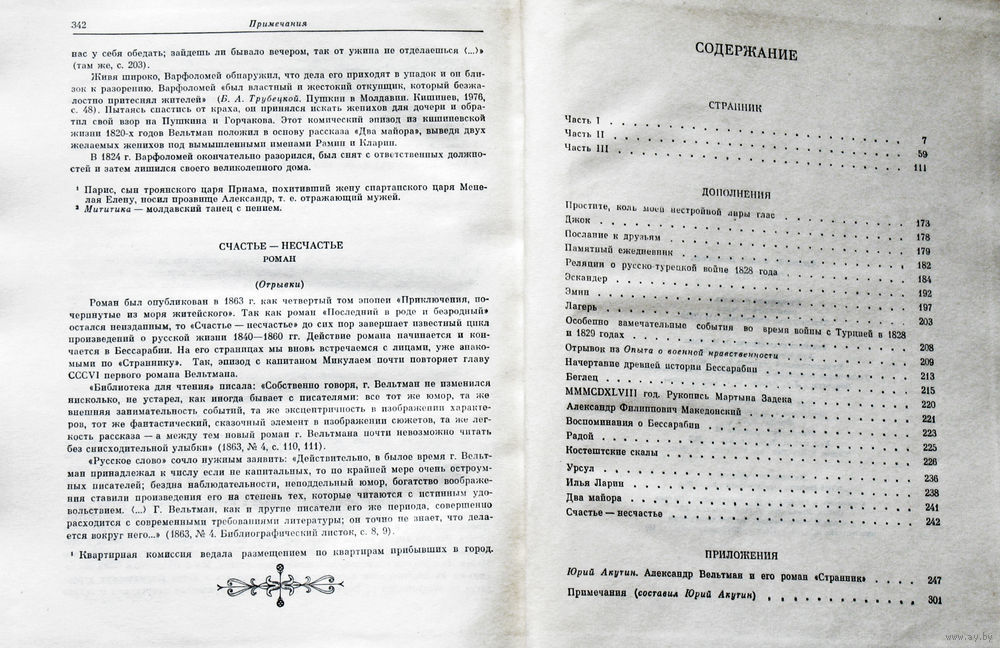 342
Примечания
нас у себя обедать; зайдешь ли бывало вечером, так от ужина не отделаешься ‹...›»
(там же, с. 203).
Живя широко, Варфоломей обнаружил, что дела его приходят в упадок и он бли-
зок к разорению. Варфоломей «был властный и жестокий откупщик, который безжа-
лостно притеснял жителей» (Б. А. Трубецкой. Пушкин в Молдавии. Кишинев, 1976,
с. 48). Пытаясь спастись от краха, он принялся искать женихов для дочери и обра-
тил свой взор на Пушкина и Горчакова. Этот комический эпизод из кишиневской
жизни 1820-х годов Вельтман положил в основу рассказа «Два майора», выведя двух
желаемых женихов под вымышленными именами Рамин и Кларин.
В 1824 г. Варфоломей окончательно разорился, был снят с ответственных должно-
стей и затем лишился своего великолепного дома.
¹ Парис, сын троянского царя Приама, похитивший жену спартанского царя Мене-
лая Елену, носил прозвище Александр, т. е. отражающий мужей.
² Мититика — молдавский танец с пением.
СЧАСТЬЕ — НЕСЧАСТЬЕ
РОМАН
(Отрывки)
Роман был опубликован в 1863 г. как четвертый том эпопеи «Приключения, по-
черпнутые из моря житейского». Так как роман «Последний в роде и безродный»
остался неизданным, то «Счастье — несчастье» до сих пор завершает известный цикл
произведений о русской жизни 1840—1860 гг. Действие романа начинается и кон-
чается в Бессарабии. На его страницах мы вновь встречаемся с лицами, уже знако-
мыми по «Страннику». Так, эпизод с капитаном Микулаем почти повторяет главу
CCCVI первого романа Вельтмана.
«Библиотека для чтения» писала: «Собственно говоря, г. Вельтман не изменился
нисколько, не устарел, как иногда бывает с писателями: все тот же юмор, та же
внешняя занимательность событий, та же эксцентричность в изображении характе-
ров, тот же фантастический, сказочный элемент в изображении сюжетов, та же лег-
кость рассказа — а между тем новый роман г. Вельтмана почти невозможно читать
без снисходительной улыбки» (1863, № 4, с. 110, 111).
«Русское слово» сочло нужным заявить: «Действительно, в былое время г. Вельт-
ман принадлежал к числу если не капитальных, то по крайней мере очень остроум-
ных писателей; бездна наблюдательности, неподдельный юмор, богатство воображе-
ния ставили произведения его на степень тех, которые читаются с истинным удо-
вольствием. ‹...› Г. Вельтман, как и другие писатели его же периода, совершенно
расходится с современными требованиями литературы; он точно не знает, что дела-
ется вокруг него...» (1863, № 4. Библиографический листок, с. 8, 9).
¹ Квартирная комиссия ведала размещением по квартирам прибывших в город.
СОДЕРЖАНИЕ
СТРАННИК
Часть I . . . 7
Часть II . . . 59
Часть III . . . 111
ДОПОЛНЕНИЯ
Простите, коль моей нестройной лиры глас . . . 173
Джок . . . 178
Послание к друзьям . . . 179
Памятный ежедневник . . . 182
Реляции о русско-турецкой войне 1828 года . . . 184
Эскандер . . . 192
Эмин . . . 197
Лагерь . . . 203
Особенно замечательные события во время войны с Турцией в 1828
и 1829 годах . . . 208
Отрывок из Опыта о военной нравственности . . . 209
Начертание древней истории Бессарабии . . . 213
Беглец . . . 215
MMMCDXLVIII год. Рукопись Мартына Задека . . . 220
Александр Филиппович Македонский . . . 221
Воспоминания о Бессарабии . . . 223
Радой . . . 225
Костештские скалы . . . 226
Урсул . . . 236
Илья Ларин . . . 238
Два майора . . . 241
Счастье — несчастье . . . 242
ПРИЛОЖЕНИЯ
Юрий Акутин. Александр Вельтман и его роман «Странник» . . . 247
Примечания (составил Юрий Акутин) . . . 301
www.ay.by